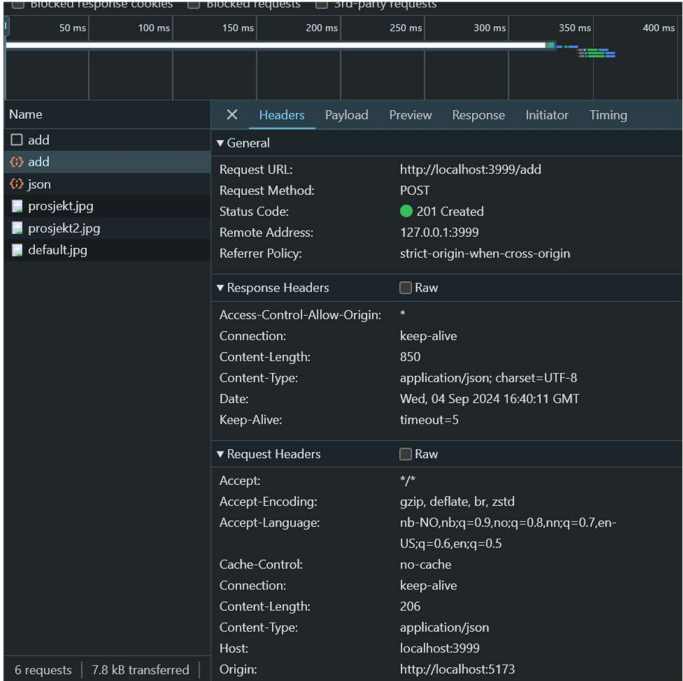 Blocked response cookies Blocked requests 3rd-party requests
50 ms 100 ms 150 ms 200 ms 250 ms 300 ms 350 ms 400 ms
Name
add
add
json
prosjekt.jpg
prosjekt2.jpg
default.jpg
6 requests 7.8 kB transferred
Headers Payload Preview Response Initiator Timing
General
Request URL: http://localhost:3999/add
Request Method: POST
Status Code: 201 Created
Remote Address: 127.0.0.1:3999
Referrer Policy: strict-origin-when-cross-origin
Response Headers Raw
Access-Control-Allow-Origin: *
Connection: keep-alive
Content-Length: 850
Content-Type: application/json; charset=UTF-8
Date: Wed, 04 Sep 2024 16:40:11 GMT
Keep-Alive: timeout=5
Request Headers Raw
Accept: */*
Accept-Encoding: gzip, deflate, br, zstd
Accept-Language: nb-NO,nb;q=0.9,no;q=0.8,nn;q=0.7,en-
US;q=0.6,en;q=0.5
Cache-Control: no-cache
Connection: keep-alive
Content-Length: 206
Content-Type: application/json
Host: localhost:3999
Origin: http://localhost:5173